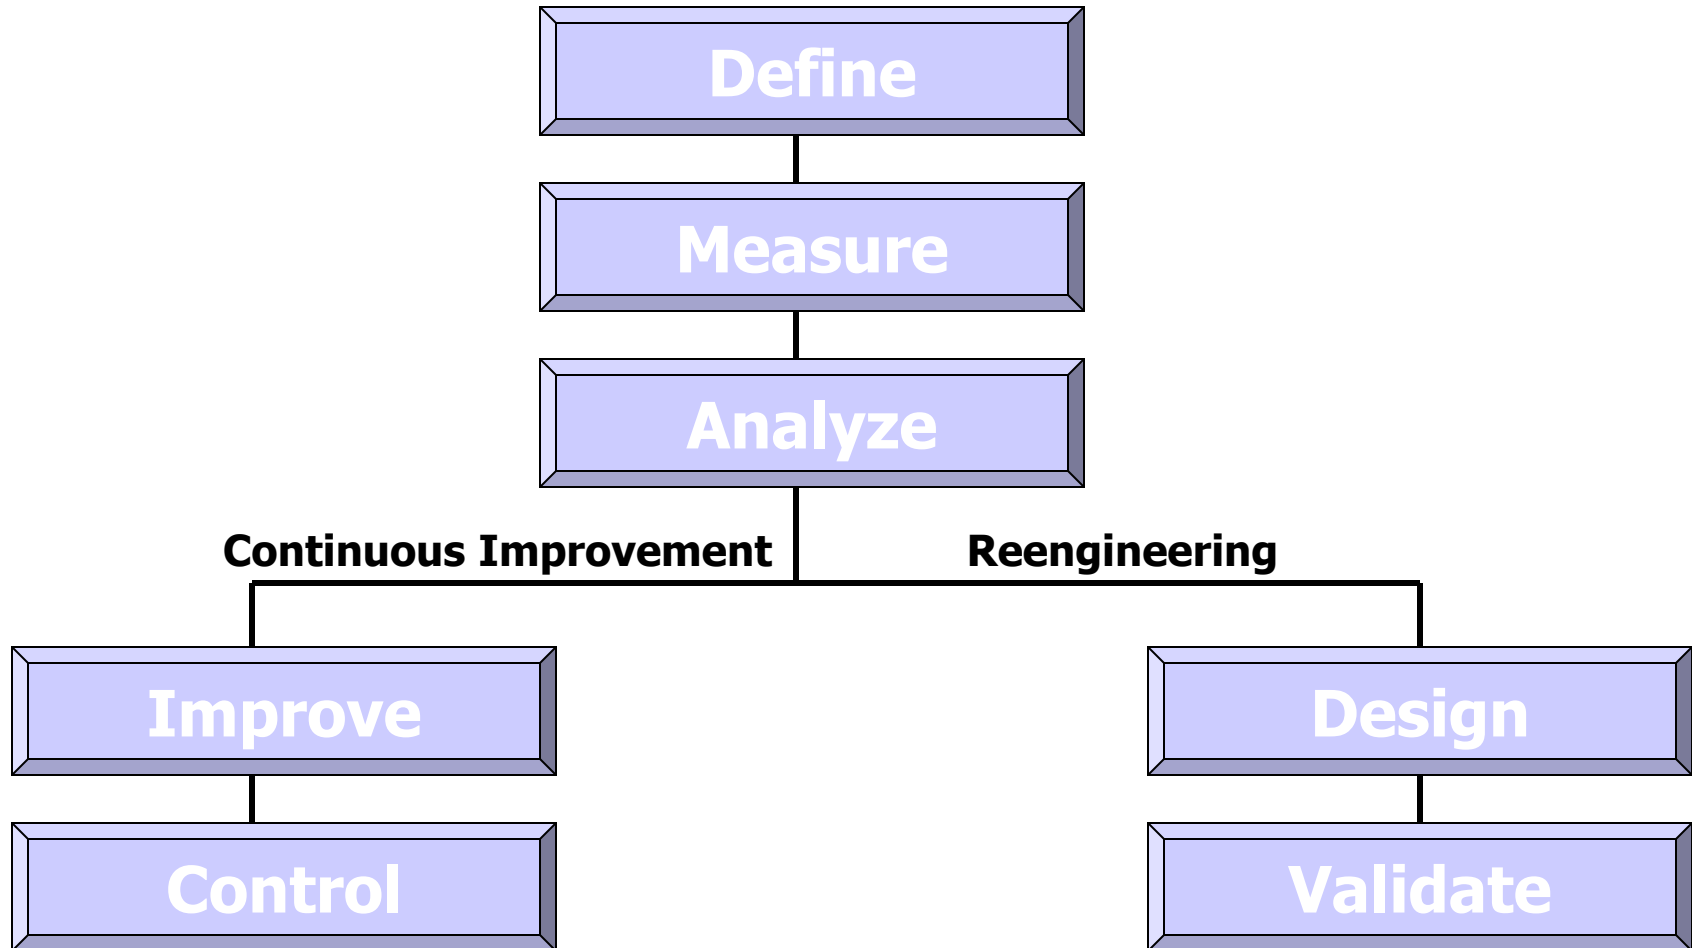 Define
Measure
Analyze
Continuous Improvement
Reengineering
Improve
Design
Control
Validate